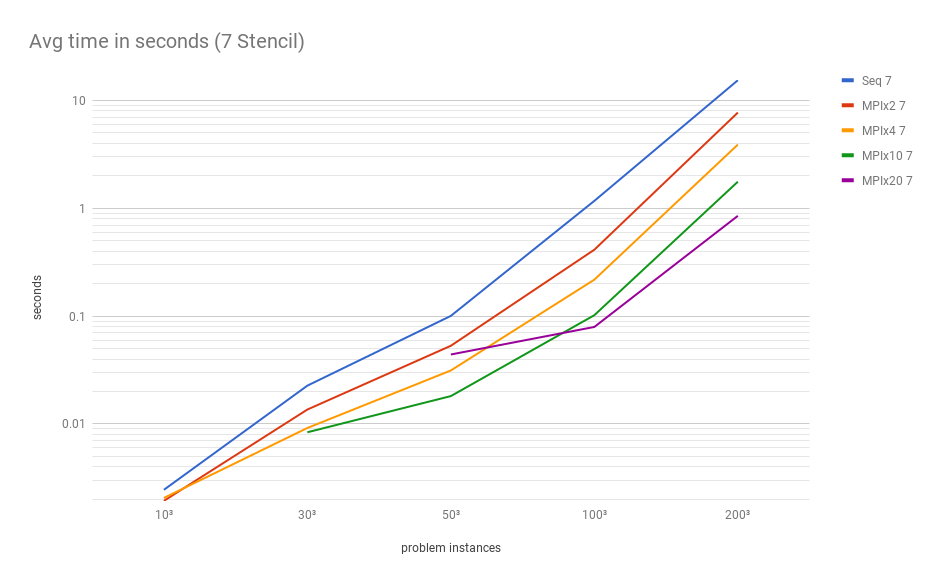 Avg time in seconds (7 Stencil)
10
1
0.1
0.01
seconds
10³
30³
50³
100³
200³
problem instances
Seq 7
MPIx2 7
MPIx4 7
MPIx10 7
MPIx20 7